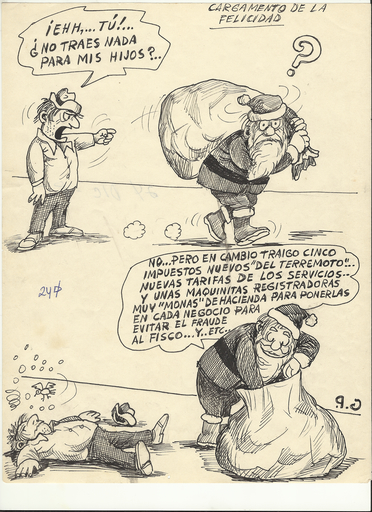 CARGAMENTO DE LA
FELICIDAD
¡EHH,... TÚ!...
¿NO TRAES NADA
PARA MIS HIJOS?...
?
NO... PERO EN CAMBIO TRAIGO CINCO
IMPUESTOS NUEVOS "DEL TERREMOTO"...
NUEVAS TARIFAS DE LOS SERVICIOS...
Y UNAS MAQUINITAS REGISTRADORAS
MUY "MONAS" DE HACIENDA PARA PONERLAS
EN CADA NEGOCIO PARA
EVITAR EL FRAUDE
AL FISCO...Y..ETC.